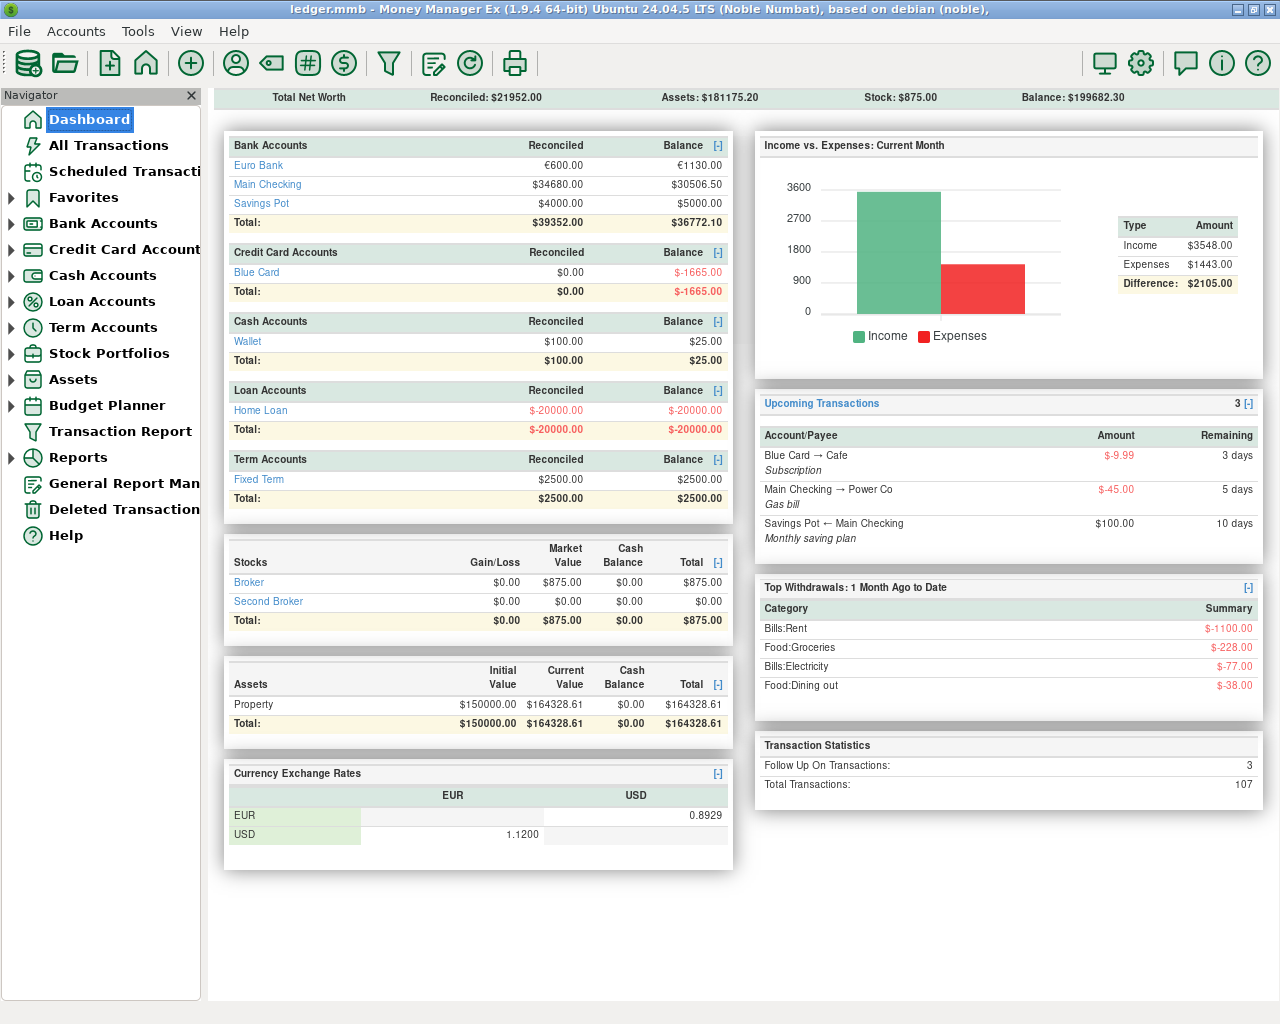 ledger.mmb - Money Manager Ex (1.9.4 64-bit) Ubuntu 24.04.5 LTS (Noble Numbat), based on debian (noble),
File Accounts Tools View Help
Navigator
Dashboard
All Transactions
Scheduled Transacti
Favorites
Bank Accounts
Credit Card Account
Cash Accounts
Loan Accounts
Term Accounts
Stock Portfolios
Assets
Budget Planner
Transaction Report
Reports
General Report Man
Deleted Transaction
Help
Total Net Worth Reconciled: $21952.00 Assets: $181175.20 Stock: $875.00 Balance: $199682.30
Bank Accounts Reconciled Balance [-]
Euro Bank €600.00 €1130.00
Main Checking $34680.00 $30506.50
Savings Pot $4000.00 $5000.00
Total: $39352.00 $36772.10
Credit Card Accounts Reconciled Balance [-]
Blue Card $0.00 $-1665.00
Total: $0.00 $-1665.00
Cash Accounts Reconciled Balance [-]
Wallet $100.00 $25.00
Total: $100.00 $25.00
Loan Accounts Reconciled Balance [-]
Home Loan $-20000.00 $-20000.00
Total: $-20000.00 $-20000.00
Term Accounts Reconciled Balance [-]
Fixed Term $2500.00 $2500.00
Total: $2500.00 $2500.00
Stocks Gain/Loss Market Value Cash Balance Total [-]
Broker $0.00 $875.00 $0.00 $875.00
Second Broker $0.00 $0.00 $0.00 $0.00
Total: $0.00 $875.00 $0.00 $875.00
Assets Initial Value Current Value Cash Balance Total [-]
Property $150000.00 $164328.61 $0.00 $164328.61
Total: $150000.00 $164328.61 $0.00 $164328.61
Currency Exchange Rates [-]
EUR USD
EUR 0.8929
USD 1.1200
Income vs. Expenses: Current Month
3600
2700
1800
900
0
Income Expenses
Type Amount
Income $3548.00
Expenses $1443.00
Difference: $2105.00
Upcoming Transactions 3 [-]
Account/Payee Amount Remaining
Blue Card → Cafe $-9.99 3 days
Subscription
Main Checking → Power Co $-45.00 5 days
Gas bill
Savings Pot ← Main Checking $100.00 10 days
Monthly saving plan
Top Withdrawals: 1 Month Ago to Date [-]
Category Summary
Bills:Rent $-1100.00
Food:Groceries $-228.00
Bills:Electricity $-77.00
Food:Dining out $-38.00
Transaction Statistics
Follow Up On Transactions: 3
Total Transactions: 107